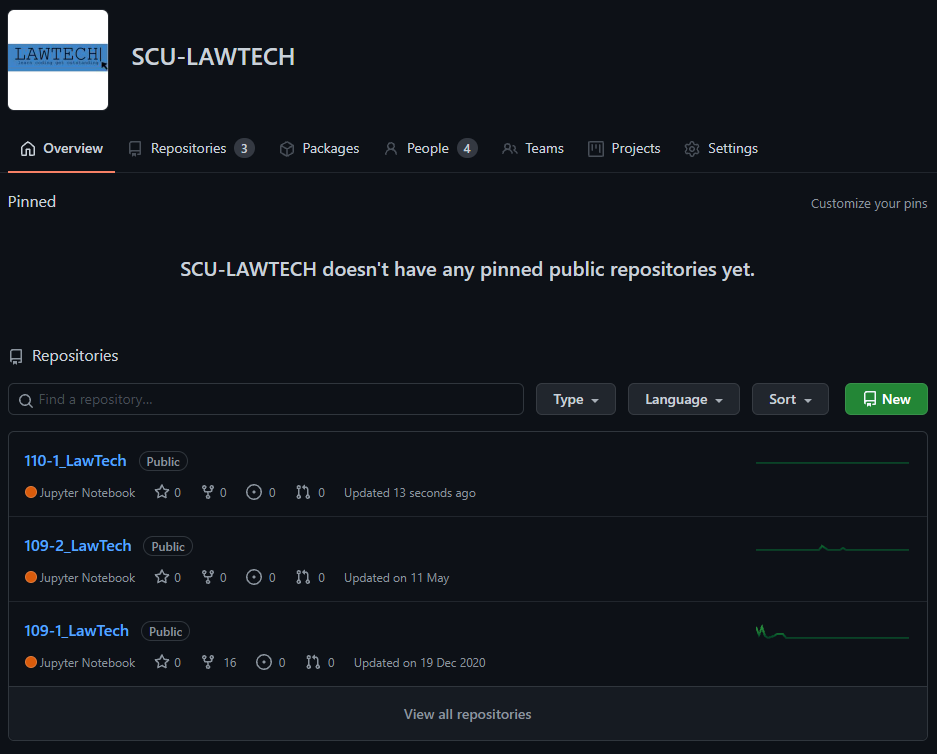 LAWTECH
SCU-LAWTECH
Overview Repositories 3 Packages People 4 Teams Projects Settings
Pinned Customize your pins
SCU-LAWTECH doesn't have any pinned public repositories yet.
Repositories
Find a repository... Type Language Sort New
110-1_LawTech Public
Jupyter Notebook 0 0 0 0 Updated 13 seconds ago
109-2_LawTech Public
Jupyter Notebook 0 0 0 0 Updated on 11 May
109-1_LawTech Public
Jupyter Notebook 0 16 0 0 Updated on 19 Dec 2020
View all repositories